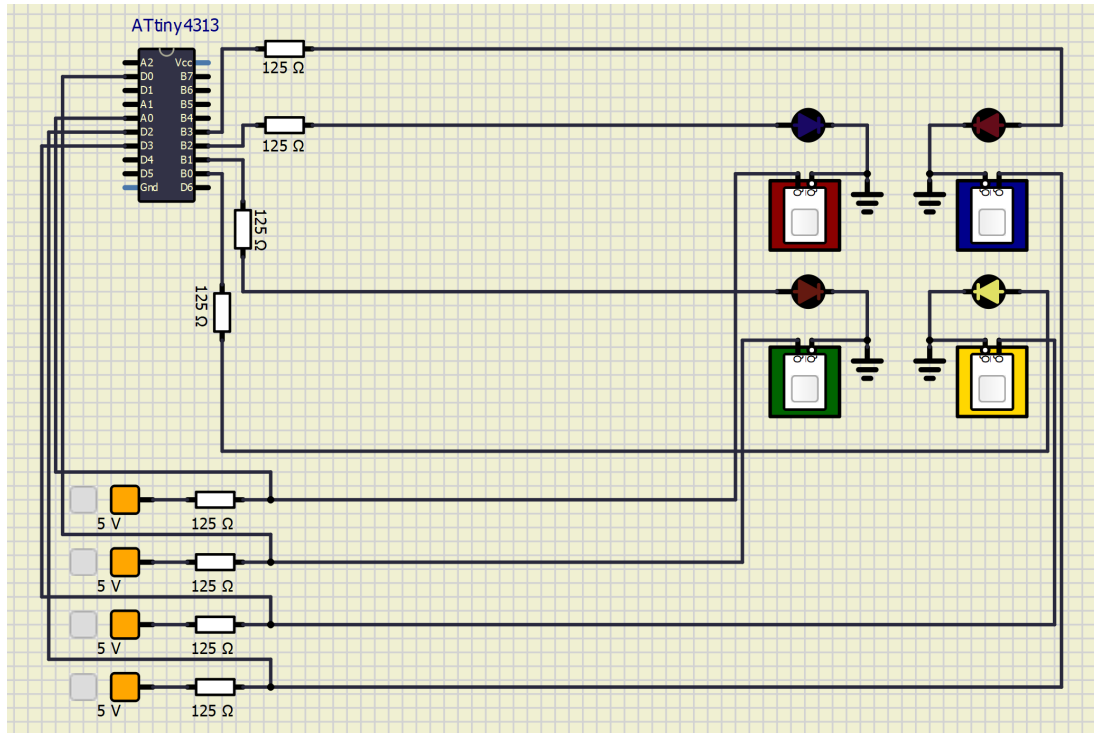 ATtiny4313
A2 Vcc
D0 B7
D1 B6
A1 B5
A0 B4
D2 B3
D3 B2
D4 B1
D5 B0
Gnd D6
125 Ω
125 Ω
125 Ω
125 Ω
5 V 125 Ω
5 V 125 Ω
5 V 125 Ω
5 V 125 Ω